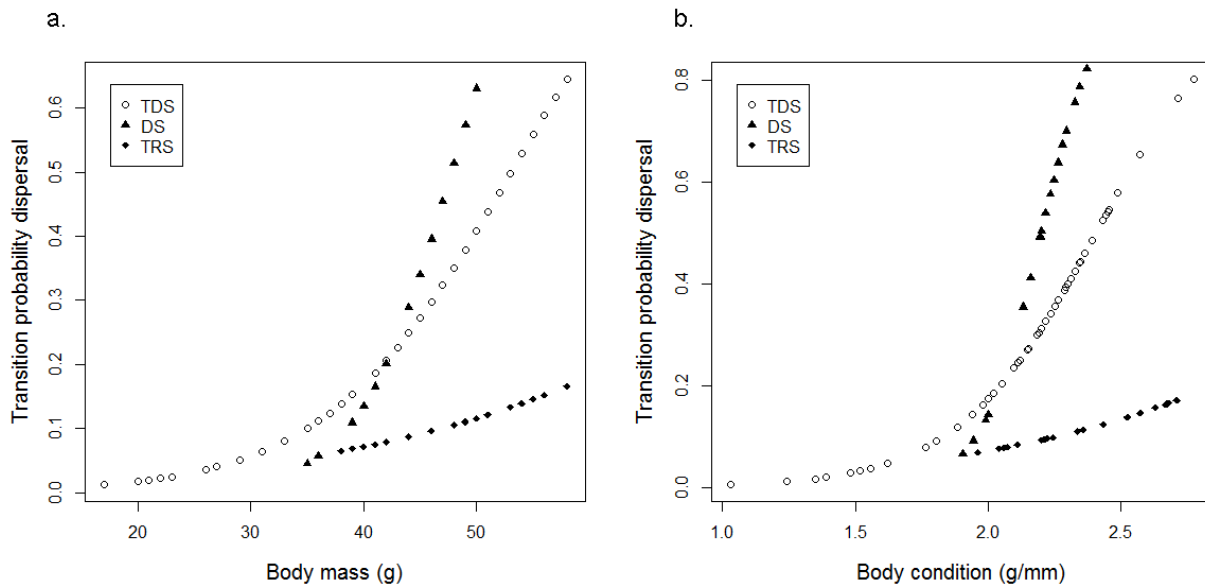 a.
Transition probability dispersal
0.0 0.1 0.2 0.3 0.4 0.5 0.6
TDS
DS
TRS
20 30 40 50
Body mass (g)
b.
Transition probability dispersal
0.0 0.2 0.4 0.6 0.8
TDS
DS
TRS
1.0 1.5 2.0 2.5
Body condition (g/mm)